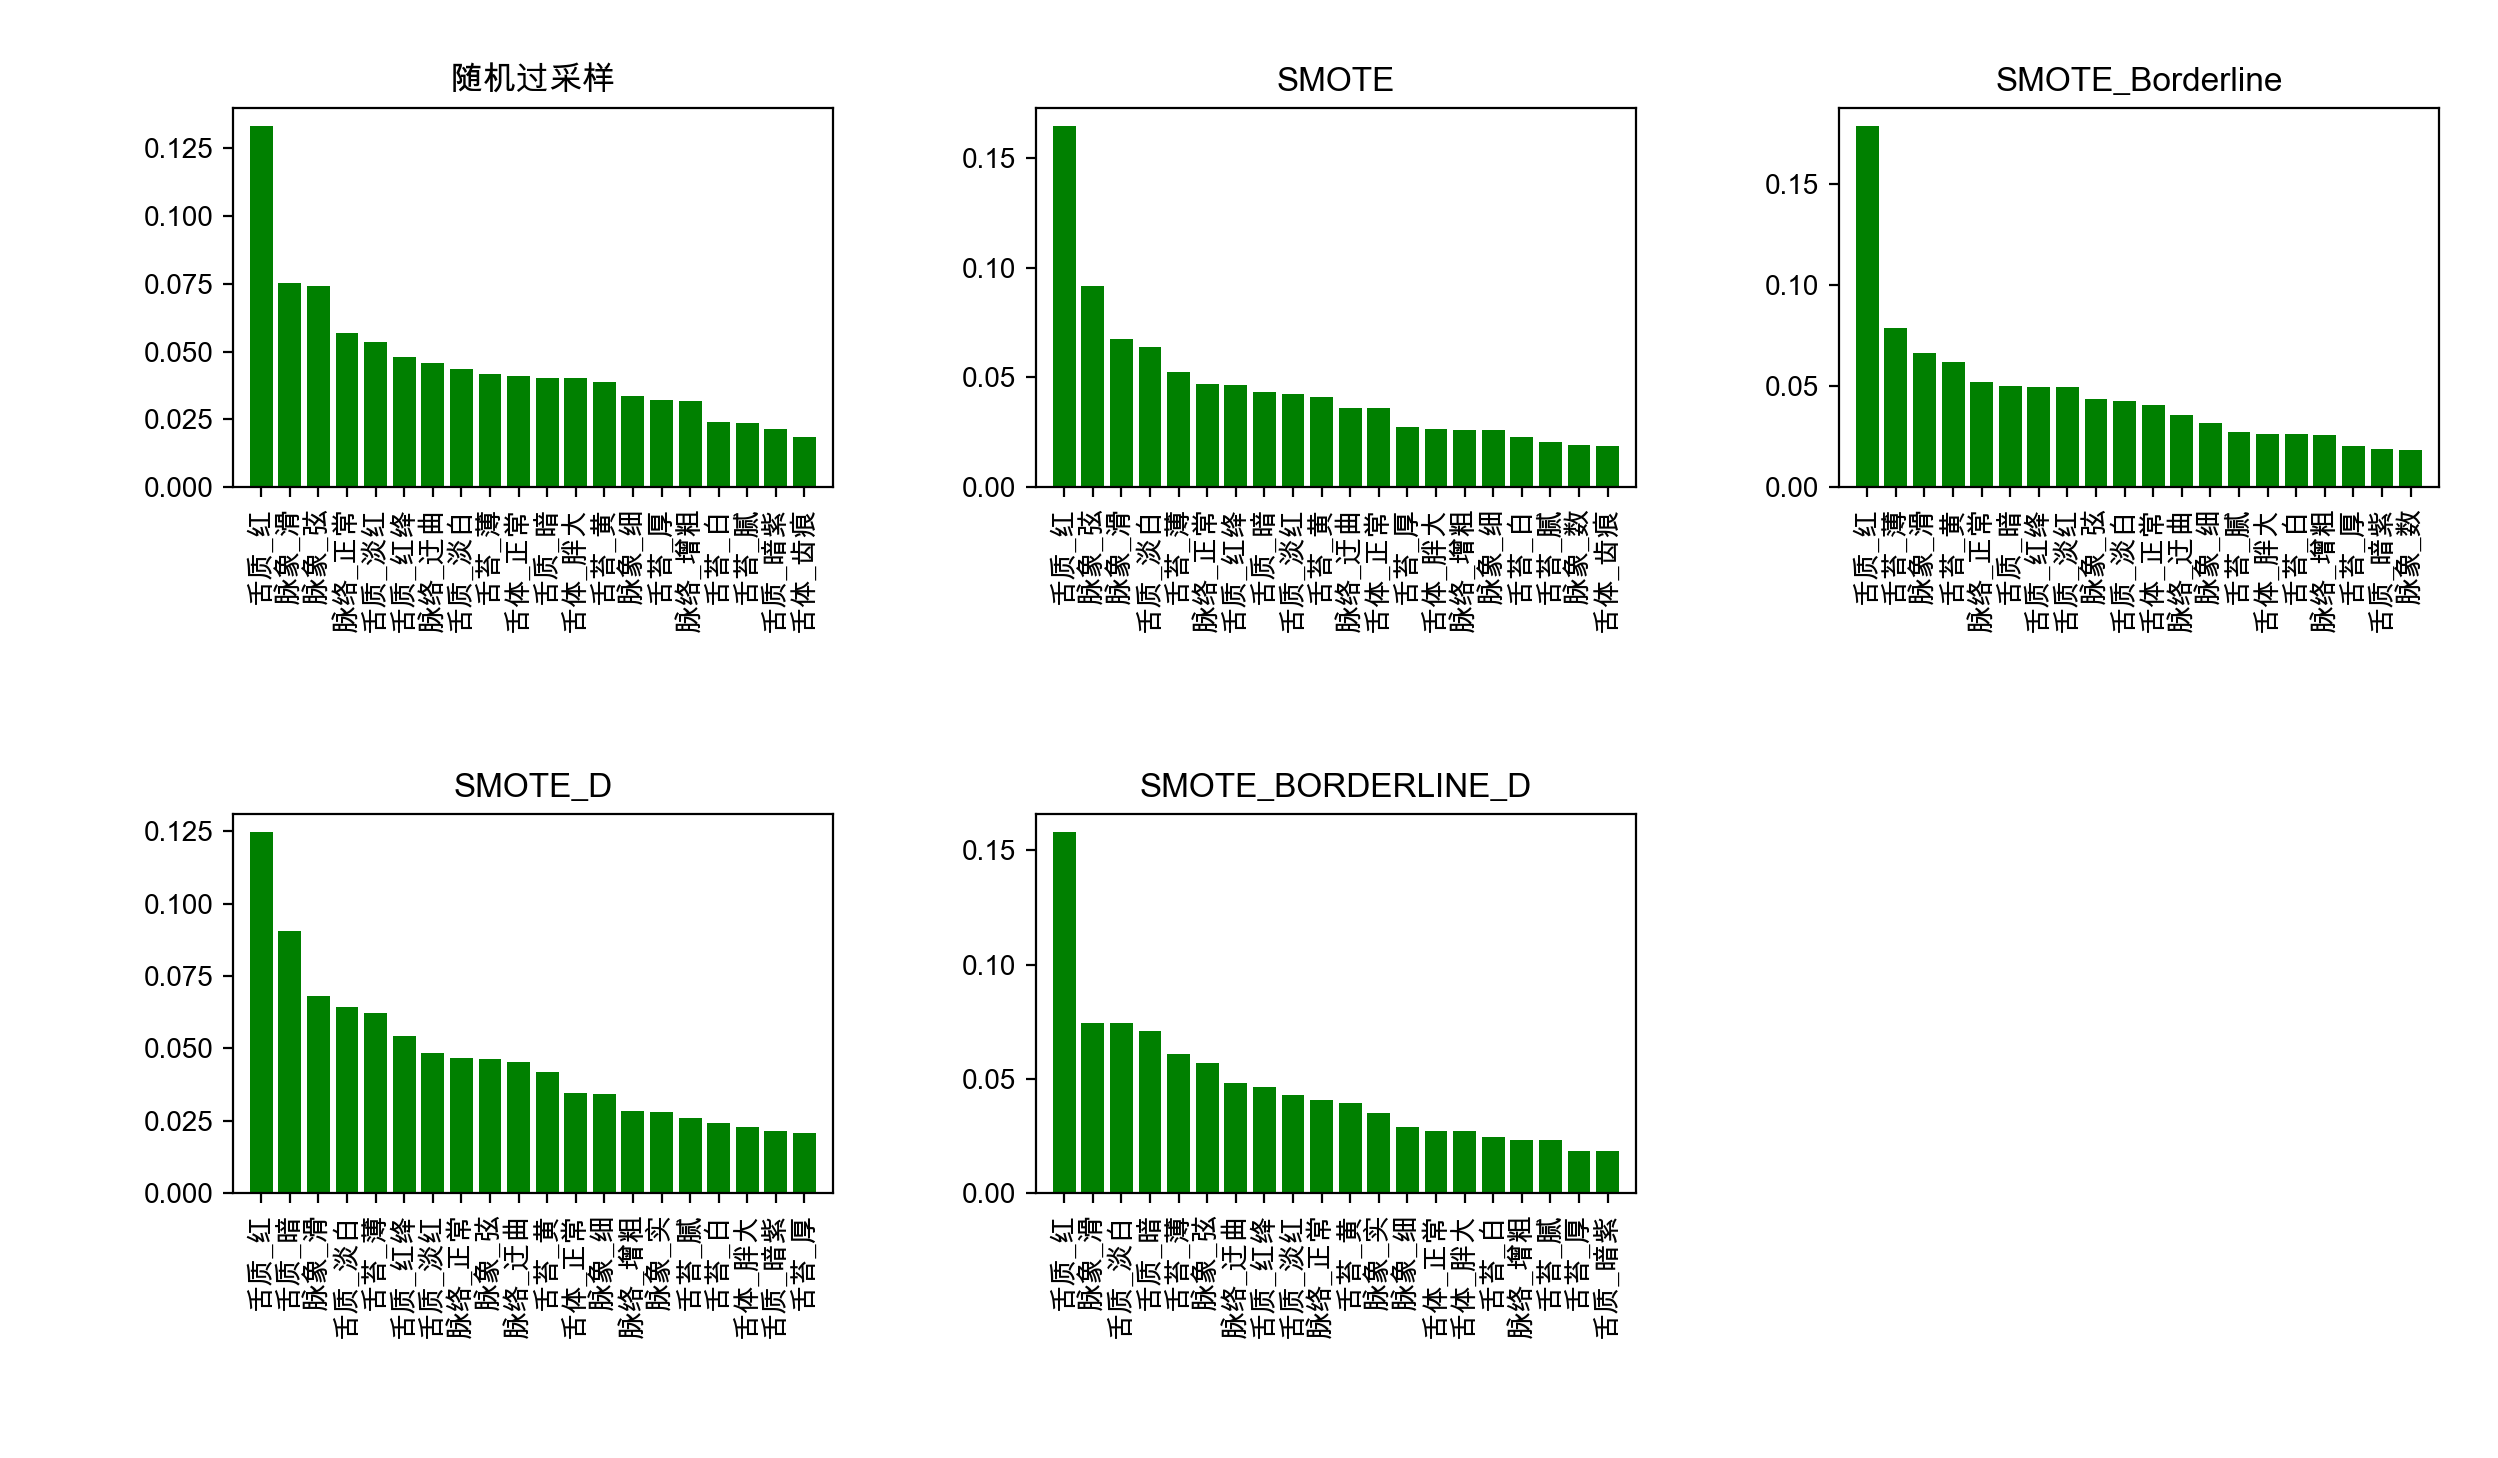 随机过采样
0.125
0.100
0.075
0.050
0.025
0.000
舌质_红
脉象_滑
脉象_弦
脉络_正常
舌质_淡红
舌质_红绛
脉络_迂曲
舌质_淡白
舌苔_薄
舌体_正常
舌质_暗
舌体_胖大
舌苔_黄
脉象_细
舌苔_厚
脉络_增粗
舌苔_白
舌苔_腻
舌质_暗紫
舌体_齿痕
SMOTE
0.15
0.10
0.05
0.00
舌质_红
脉象_弦
脉象_滑
舌质_淡白
舌苔_薄
脉络_正常
舌质_红绛
舌质_暗
舌质_淡红
舌苔_黄
脉络_迂曲
舌体_正常
舌苔_厚
舌体_胖大
脉络_增粗
脉象_细
舌苔_白
舌苔_腻
脉象_数
舌体_齿痕
SMOTE_Borderline
0.15
0.10
0.05
0.00
舌质_红
舌苔_薄
脉象_滑
舌苔_黄
脉络_正常
舌质_暗
舌质_红绛
舌质_淡红
脉象_弦
舌质_淡白
舌体_正常
脉络_迂曲
脉象_细
舌苔_腻
舌体_胖大
舌苔_白
脉络_增粗
舌苔_厚
舌质_暗紫
脉象_数
SMOTE_D
0.125
0.100
0.075
0.050
0.025
0.000
舌质_红
舌质_暗
脉象_滑
舌质_淡白
舌苔_薄
舌质_红绛
舌质_淡红
脉络_正常
脉象_弦
脉络_迂曲
舌苔_黄
舌体_正常
脉象_细
脉络_增粗
脉象_实
舌苔_腻
舌苔_白
舌体_胖大
舌质_暗紫
舌苔_厚
SMOTE_BORDERLINE_D
0.15
0.10
0.05
0.00
舌质_红
脉象_滑
舌质_淡白
舌质_暗
舌苔_薄
脉象_弦
脉络_迂曲
舌质_红绛
舌质_淡红
脉络_正常
舌苔_黄
脉象_实
脉象_细
舌体_正常
舌体_胖大
舌苔_白
脉络_增粗
舌苔_腻
舌苔_厚
舌质_暗紫